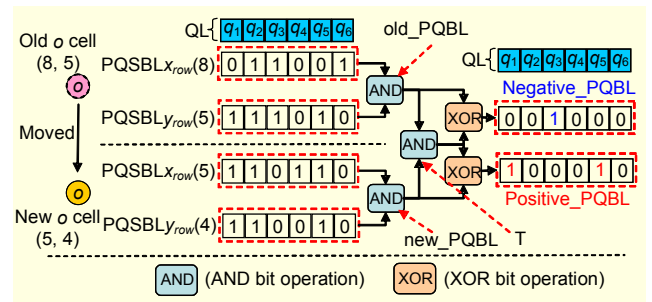 QL q1 q2 q3 q4 q5 q6 old_PQBL
Old o cell
(8, 5)
PQSBLxrow(8) 0 1 1 0 0 1
QL q1 q2 q3 q4 q5 q6
AND
Negative_PQBL
o
PQSBLyrow(5) 1 1 1 0 1 0
XOR 0 0 1 0 0 0
Moved
AND
PQSBLxrow(5) 1 1 0 1 1 0
XOR 1 0 0 0 1 0
o
AND
Positive_PQBL
New o cell
(5, 4)
PQSBLyrow(4) 1 1 0 0 1 0
new_PQBL T
AND (AND bit operation) XOR (XOR bit operation)